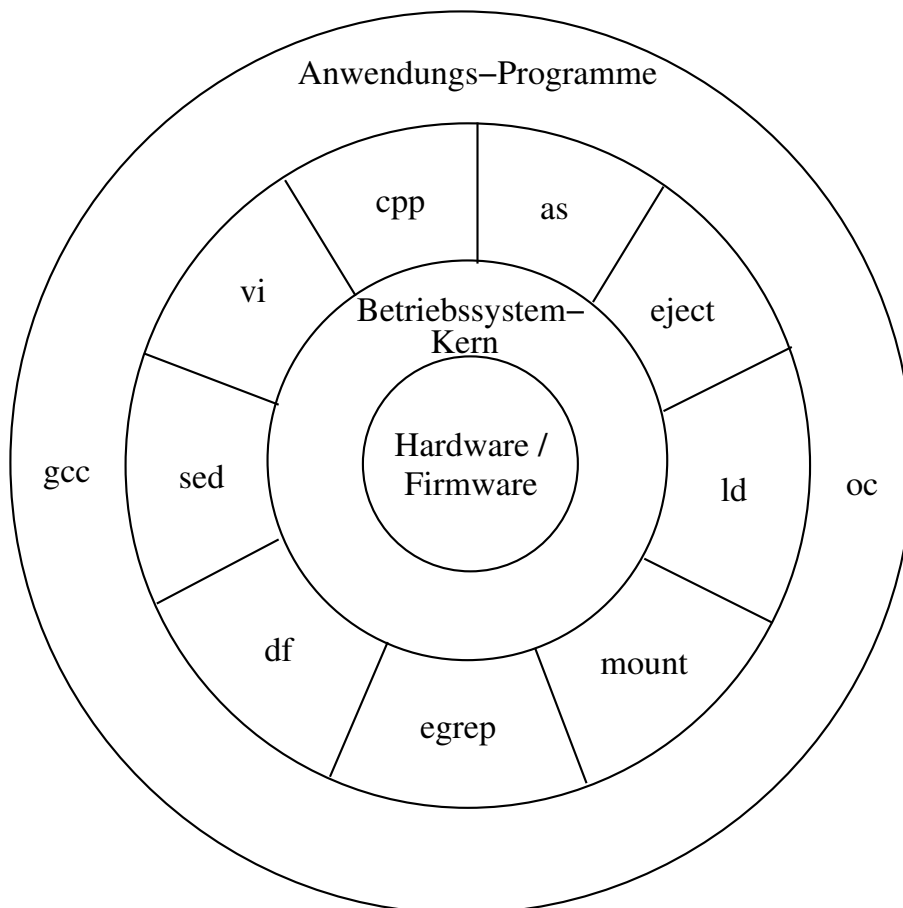 Anwendungs−Programme
cpp
as
vi
eject
Betriebssystem−
Kern
Hardware /
Firmware
gcc
sed
ld
oc
df
mount
egrep